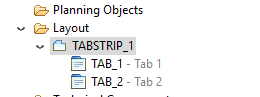 Planning Objects
Layout
TABSTRIP_1
TAB_1 - Tab 1
TAB_2 - Tab 2